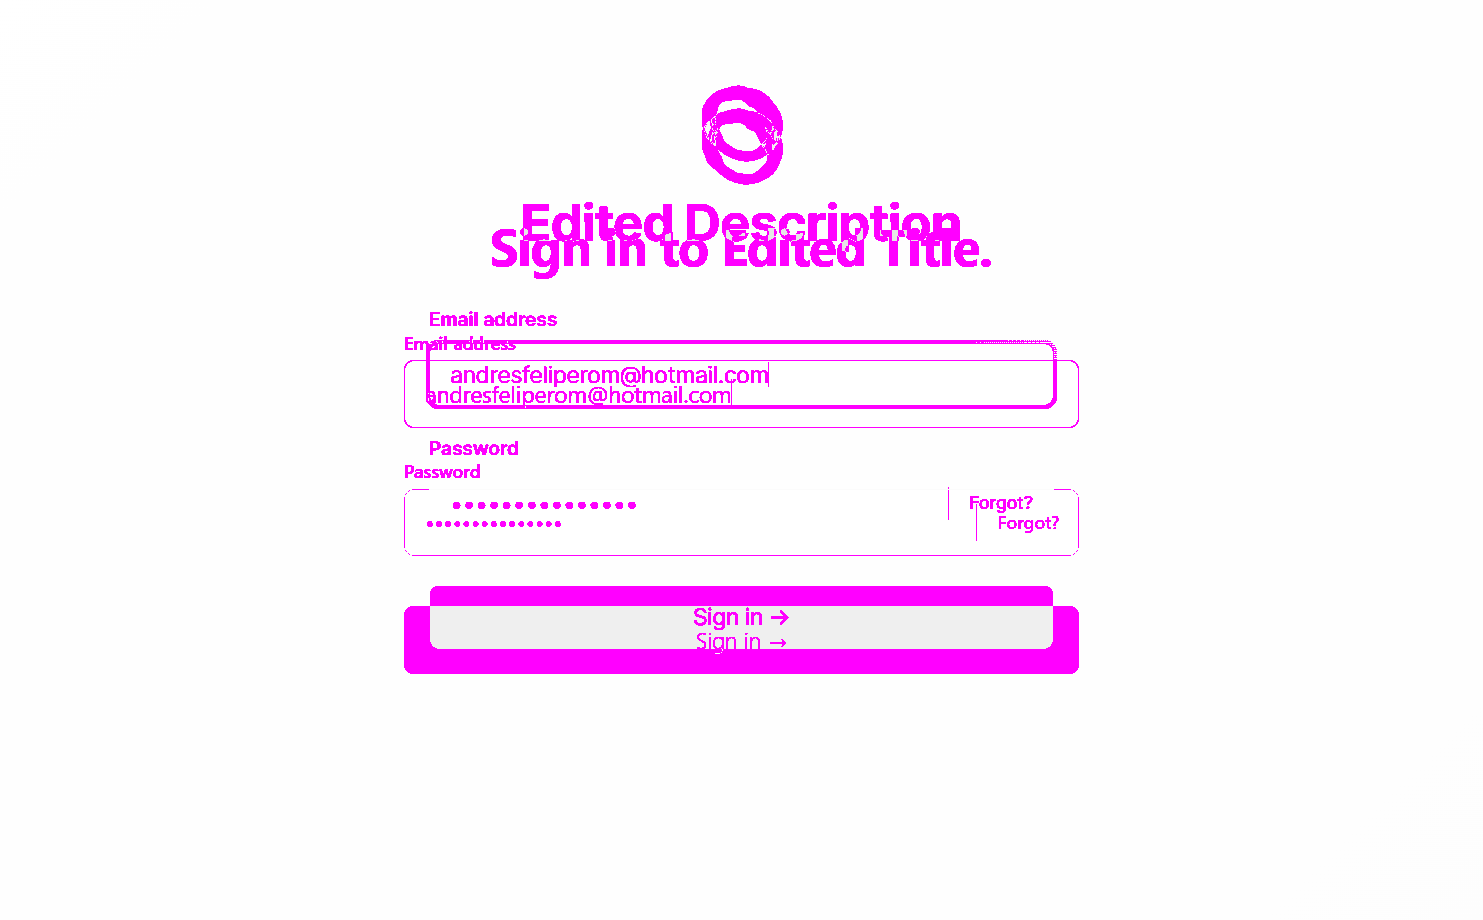 Edited Description
Sign in to Edited Title.
Email address
Email address
andresfeliperom@hotmail.com
andresfeliperom@hotmail.com
Password
Password
•••••••••••••••• Forgot?
••••••••••••••• Forgot?
Sign in →
Sign in →